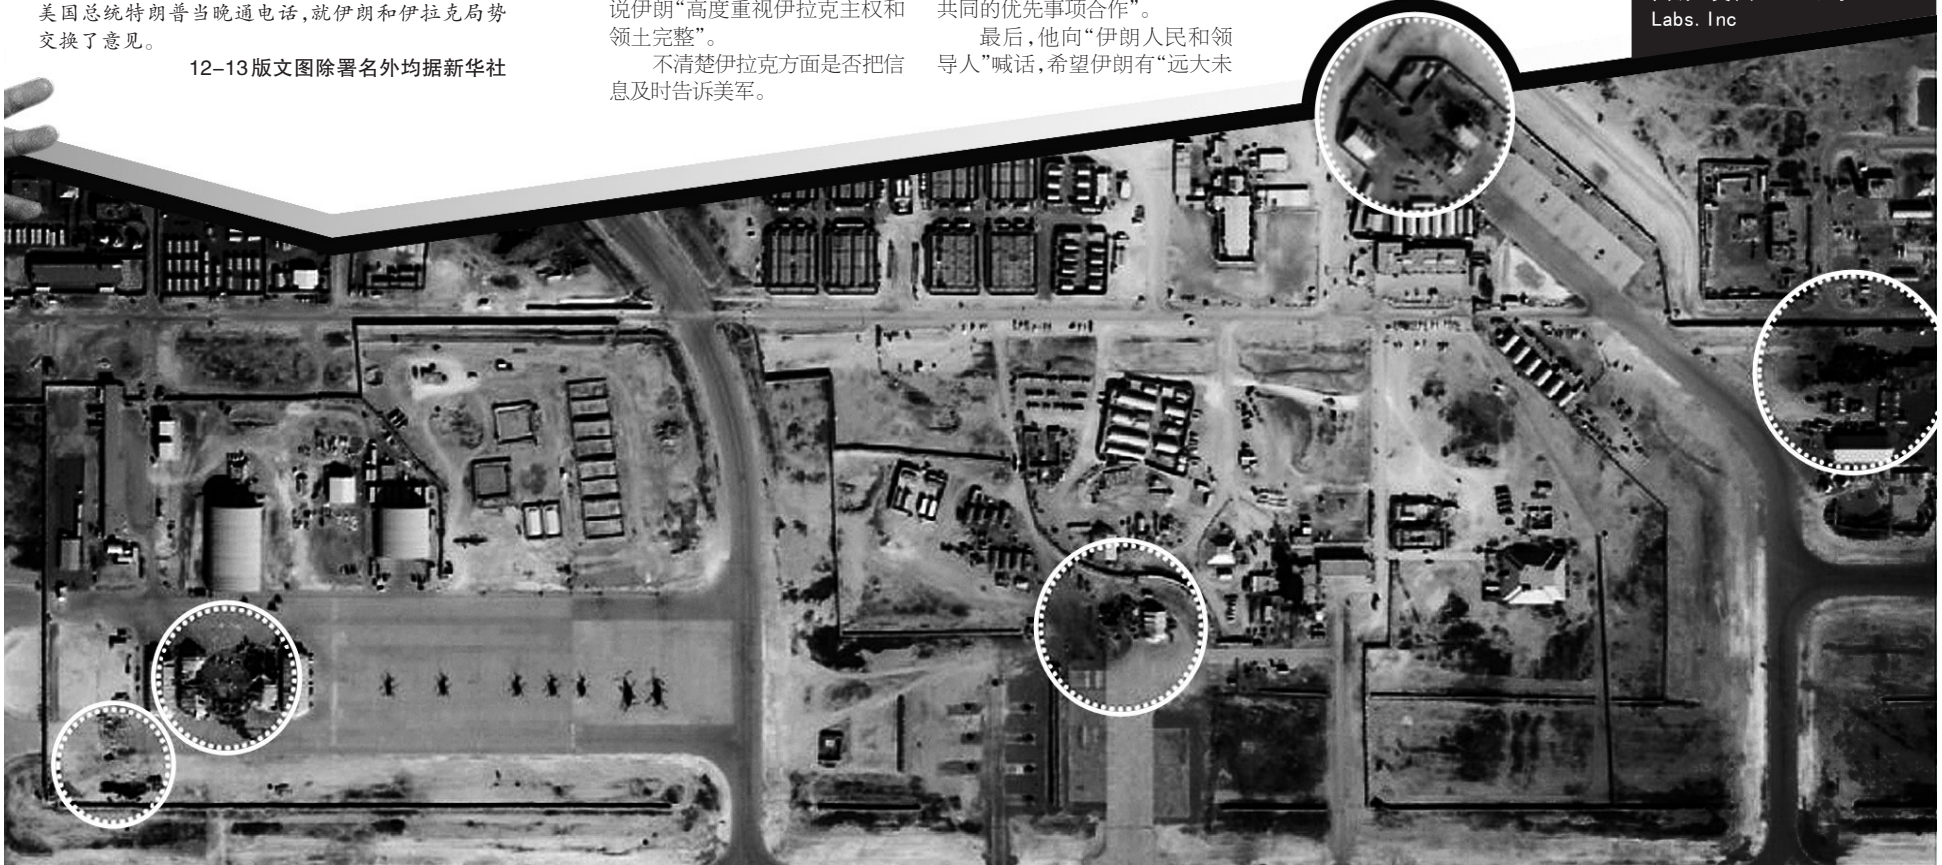 美国总统特朗普当晚通电话，就伊朗和伊拉克局势
交换了意见。
12-13版文图除署名外均据新华社
说伊朗“高度重视伊拉克主权和
领土完整”。
不清楚伊拉克方面是否把信
息及时告诉美军。
共同的优先事项合作”。
最后，他向“伊朗人民和领
导人”喊话，希望伊朗有“远大未
Labs.Inc